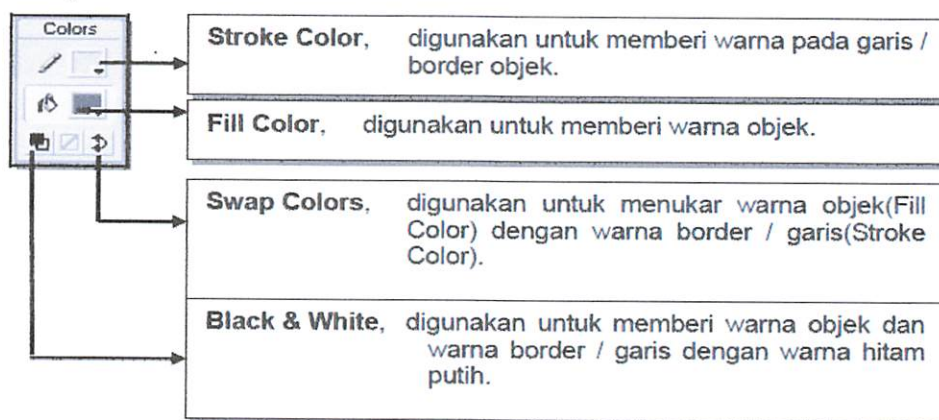 Colors
Stroke Color, digunakan untuk memberi warna pada garis /
border objek.
Fill Color, digunakan untuk memberi warna objek.
Swap Colors, digunakan untuk menukar warna objek(Fill
Color) dengan warna border / garis(Stroke
Color).
Black & White, digunakan untuk memberi warna objek dan
warna border / garis dengan warna hitam
putih.